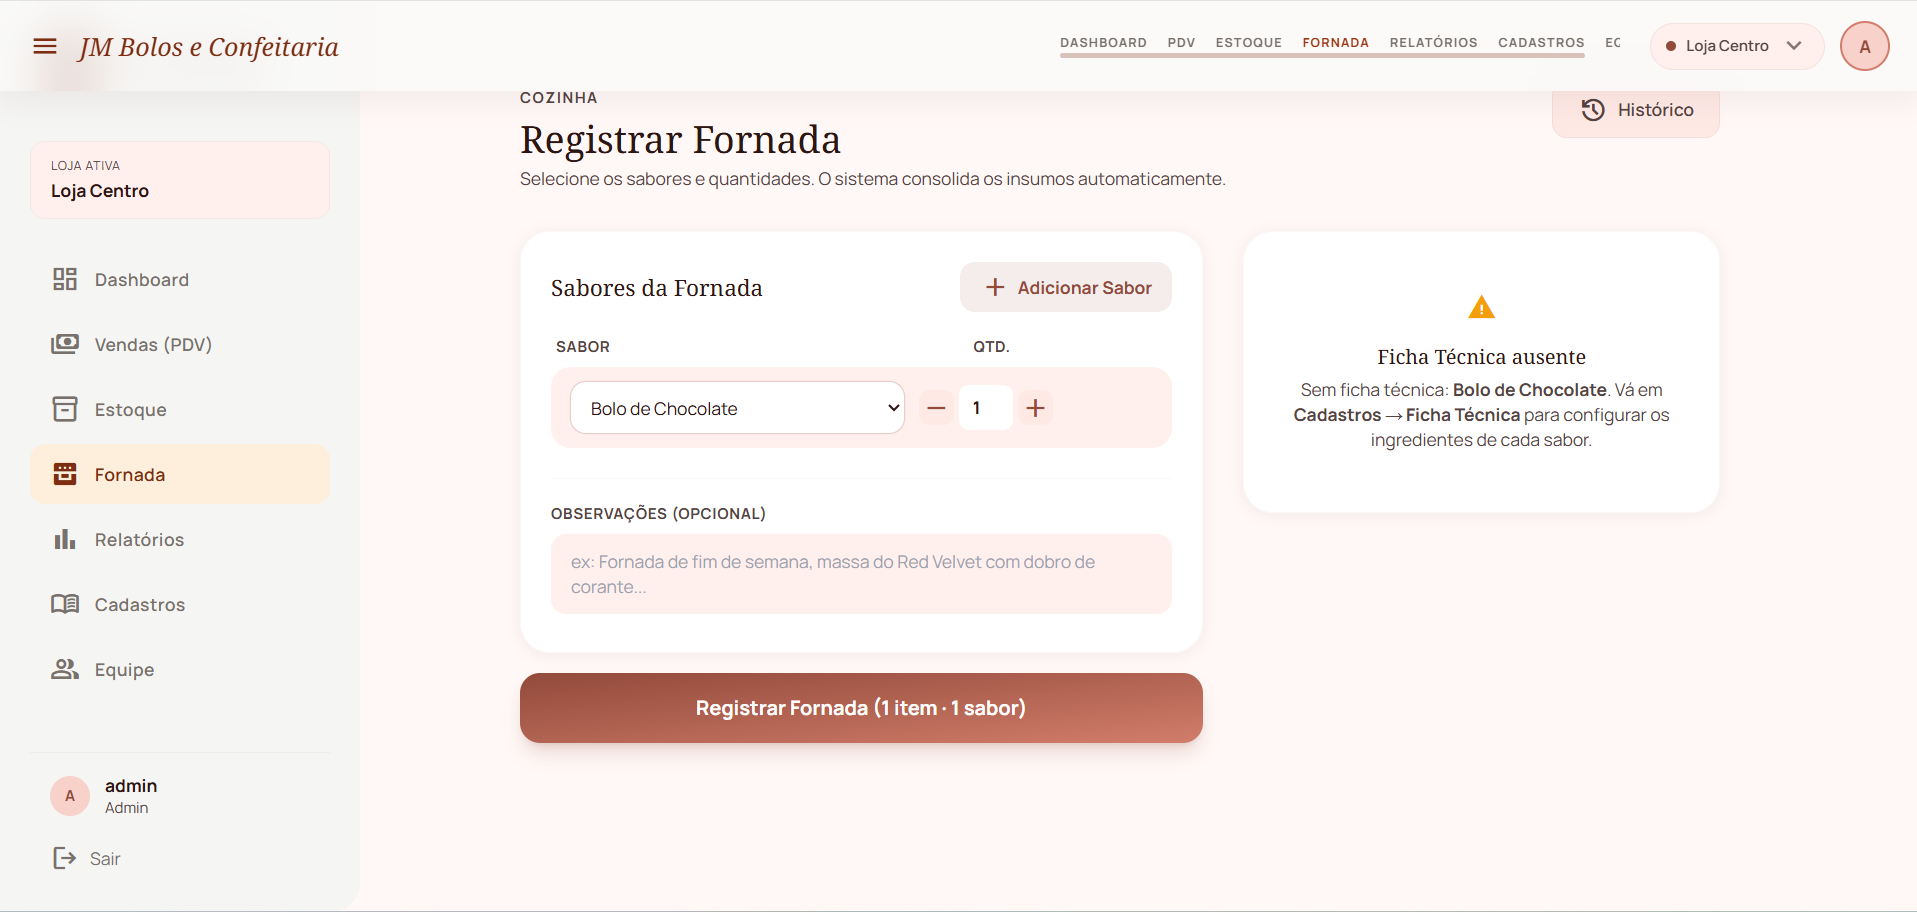 JM Bolos e Confeitaria
DASHBOARD PDV ESTOQUE FORNADA RELATÓRIOS CADASTROS
Loja Centro
A
LOJA ATIVA
Loja Centro
Dashboard
Vendas (PDV)
Estoque
Fornada
Relatórios
Cadastros
Equipe
A
admin
Admin
Sair
COZINHA
Registrar Fornada
Selecione os sabores e quantidades. O sistema consolida os insumos automaticamente.
Histórico
Sabores da Fornada
Adicionar Sabor
SABOR QTD.
Bolo de Chocolate 1
OBSERVAÇÕES (OPCIONAL)
ex: Fornada de fim de semana, massa do Red Velvet com dobro de
corante...
Registrar Fornada (1 item · 1 sabor)
Ficha Técnica ausente
Sem ficha técnica: Bolo de Chocolate. Vá em
Cadastros → Ficha Técnica para configurar os
ingredientes de cada sabor.